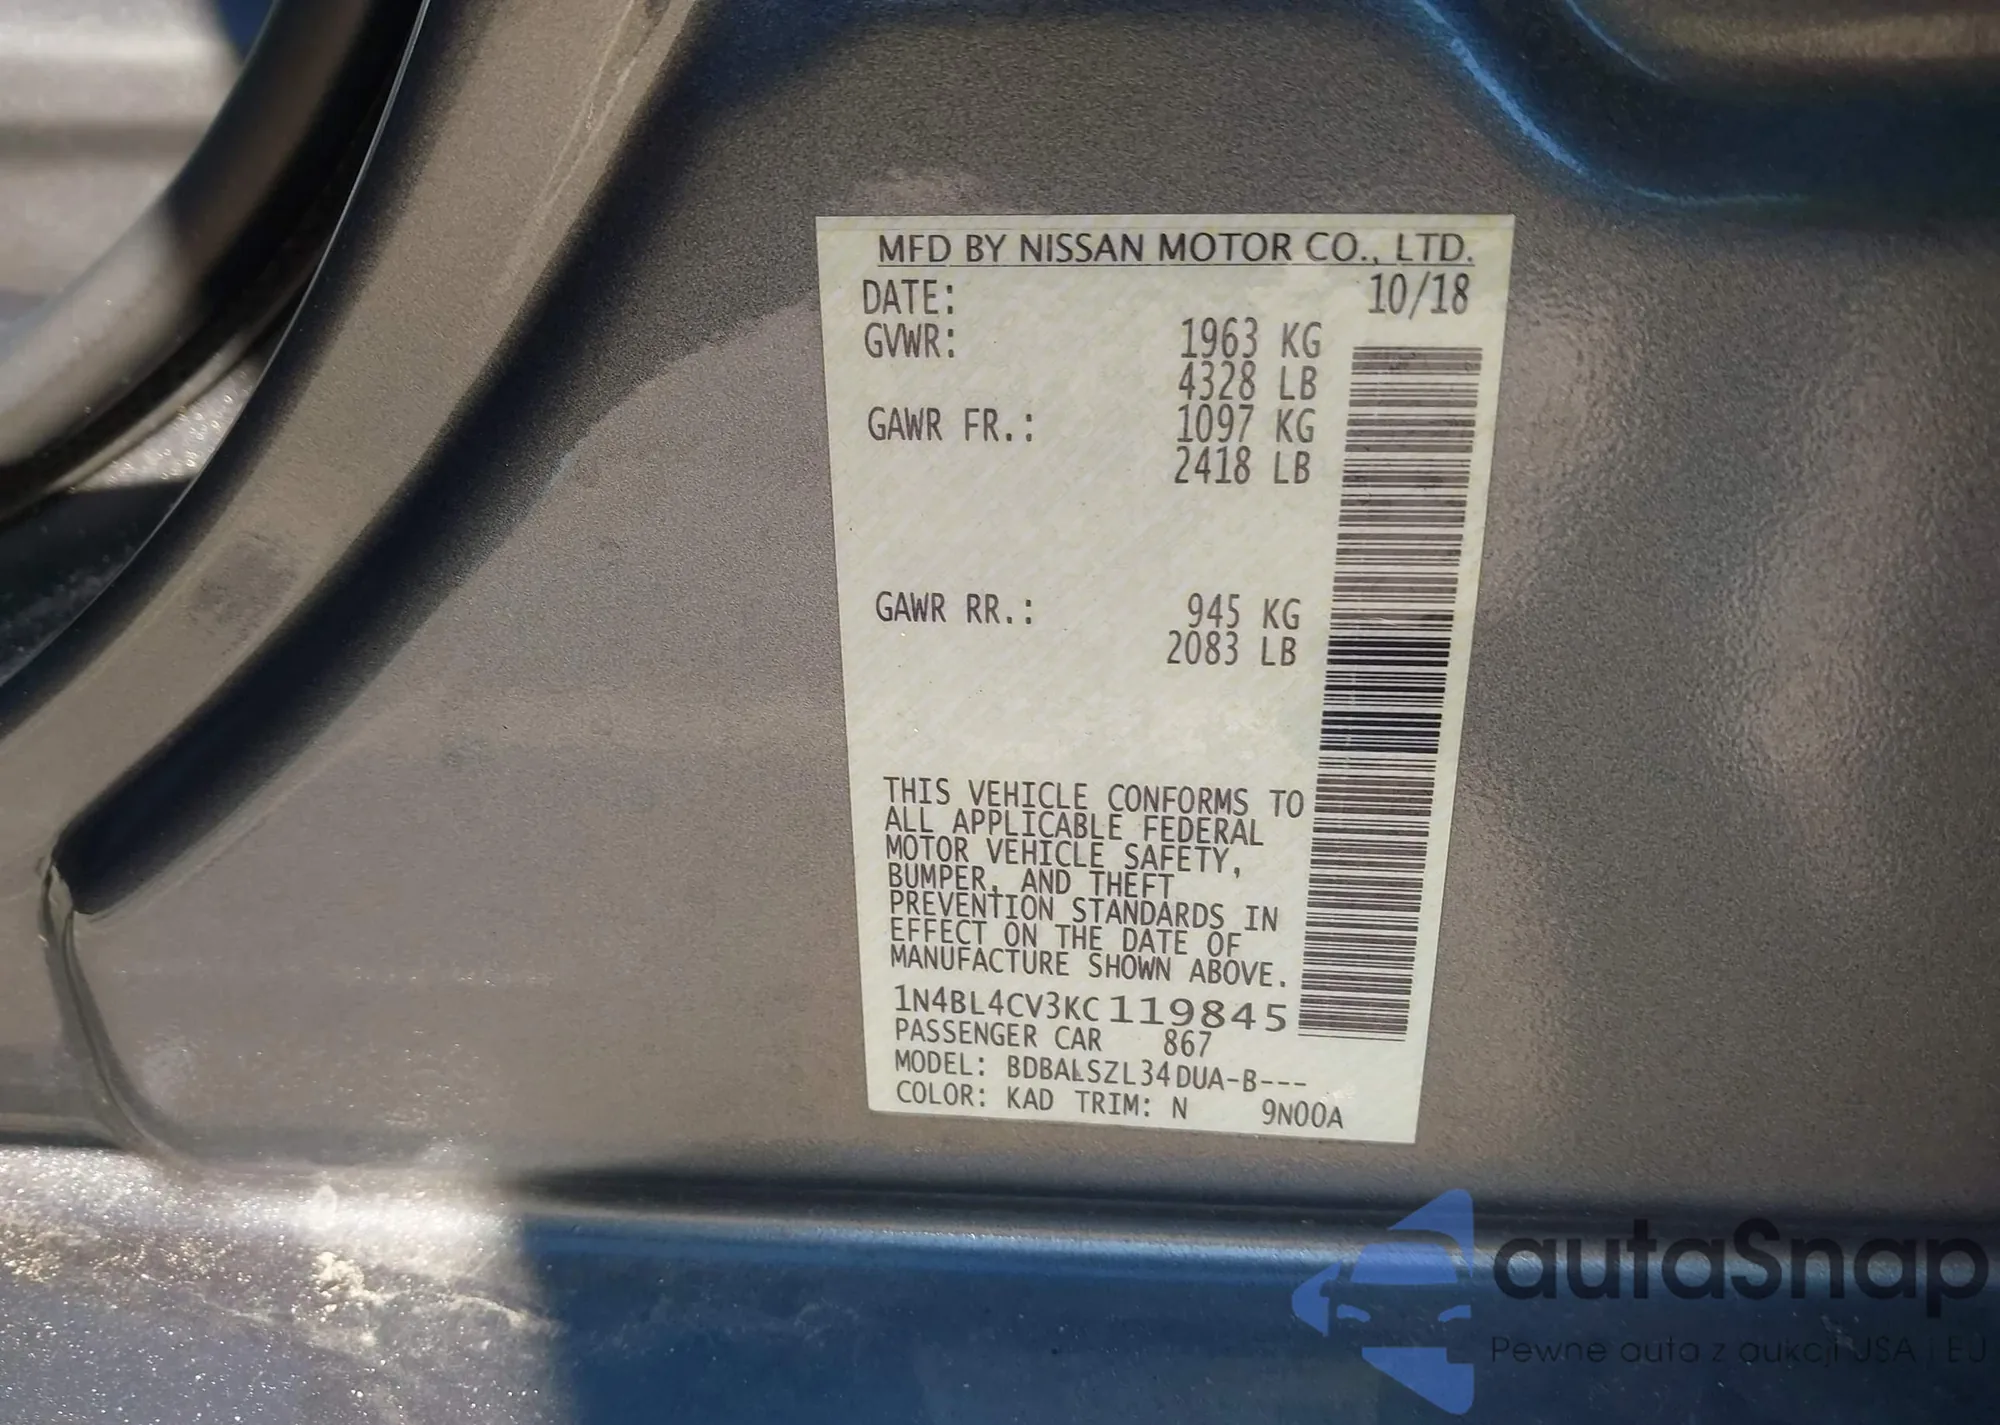 MFD BY NISSAN MOTOR CO., LTD.
DATE: 10/18
GVWR: 1963 KG
4328 LB
GAWR FR.: 1097 KG
2418 LB
GAWR RR.: 945 KG
2083 LB
THIS VEHICLE CONFORMS TO
ALL APPLICABLE FEDERAL
MOTOR VEHICLE SAFETY,
BUMPER, AND THEFT
PREVENTION STANDARDS IN
EFFECT ON THE DATE OF
MANUFACTURE SHOWN ABOVE.
1N4BL4CV3KC119845
PASSENGER CAR 867
MODEL: BDBALSZL34DUA-B---
COLOR: KAD TRIM: N 9N00A
autaSnap
Pewne auta z aukcji USA i EU